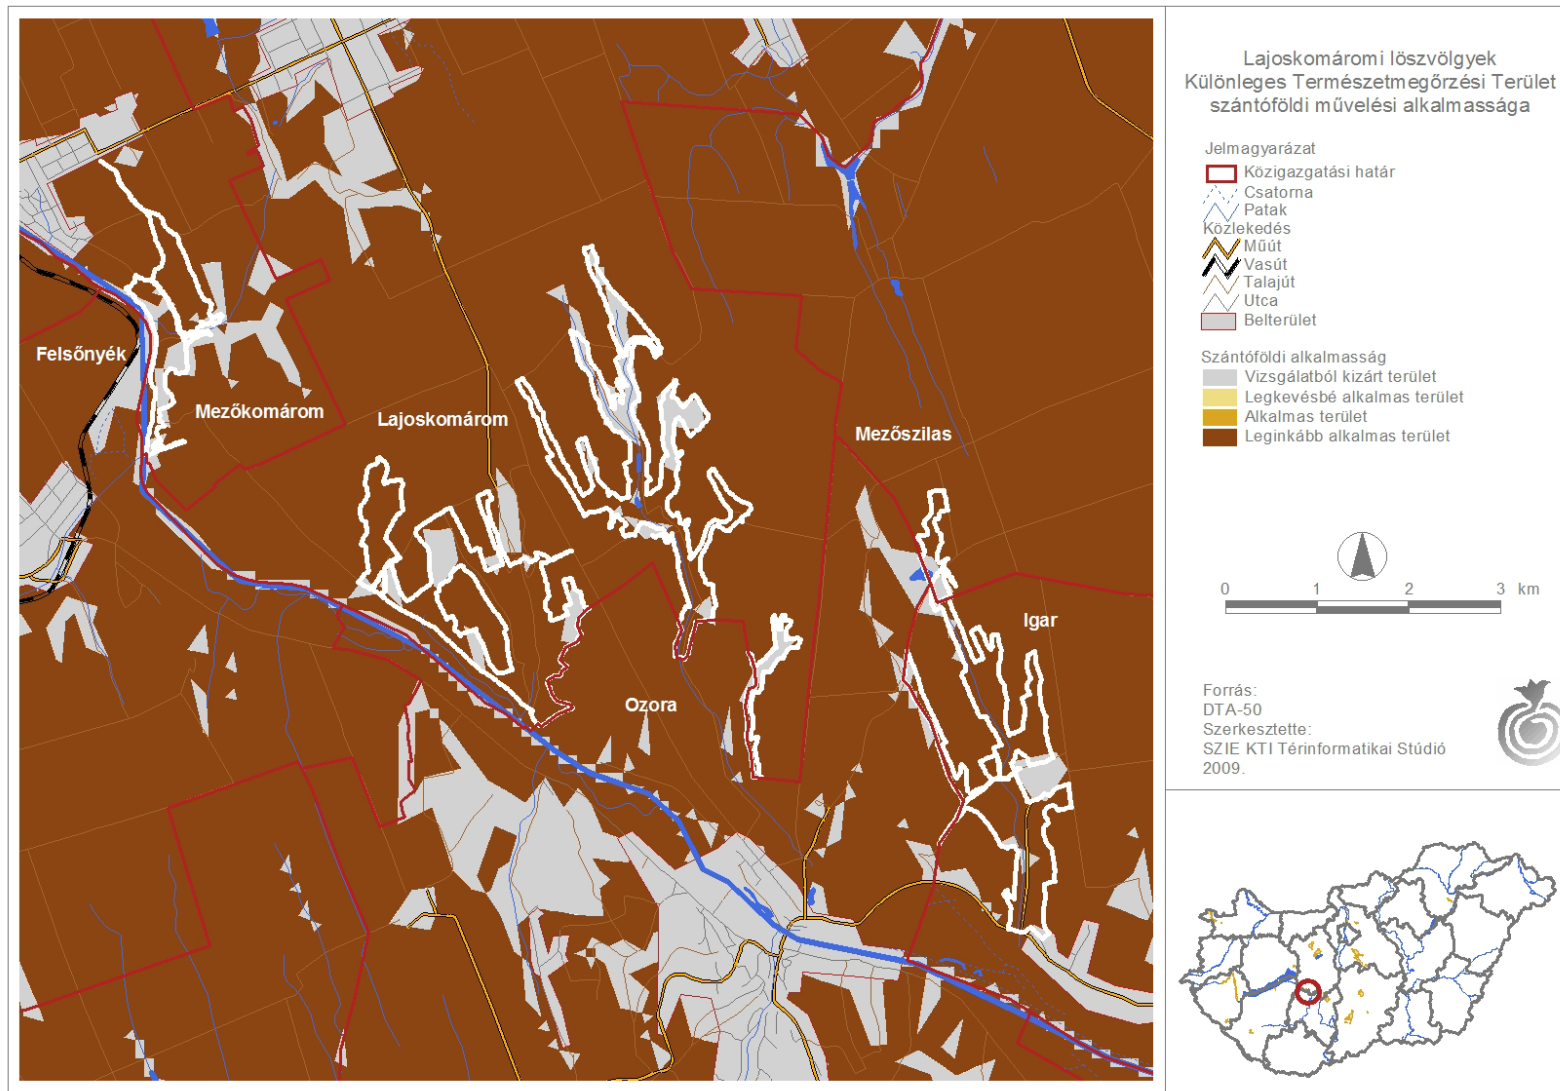 Lajoskomáromi löszvölgyek
Különleges Természetmegőrzési Terület
szántóföldi művelési alkalmassága
Jelmagyarázat
Közigazgatási határ
Csatorna
Patak
Közlekedés
Műút
Vasút
Talajút
Utca
Belterület
Szántóföldi alkalmasság
Vizsgálatból kizárt terület
Legkevésbé alkalmas terület
Alkalmas terület
Leginkább alkalmas terület
Felsőnyék
Mezőkomárom
Lajoskomárom
Mezőszilas
Igar
Ozora
0 1 2 3 km
Forrás:
DTA-50
Szerkesztette:
SZIE KTI Térinformatikai Stúdió
2009.